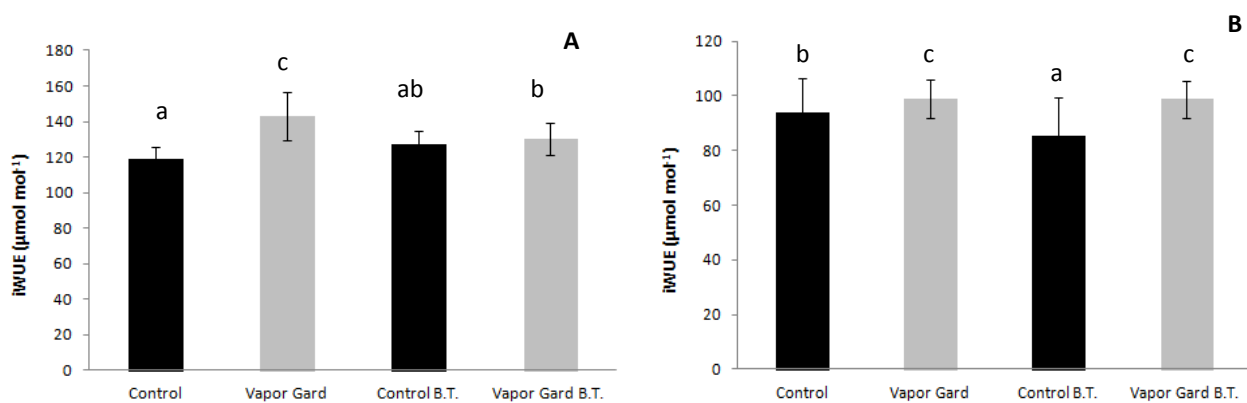 A
180
160
140
120
100
80
60
40
20
0
iWUE (µmol mol⁻¹)
a
c
ab
b
Control
Vapor Gard
Control B.T.
Vapor Gard B.T.
B
120
100
80
60
40
20
0
iWUE (µmol mol⁻¹)
b
c
a
c
Control
Vapor Gard
Control B.T.
Vapor Gard B.T.